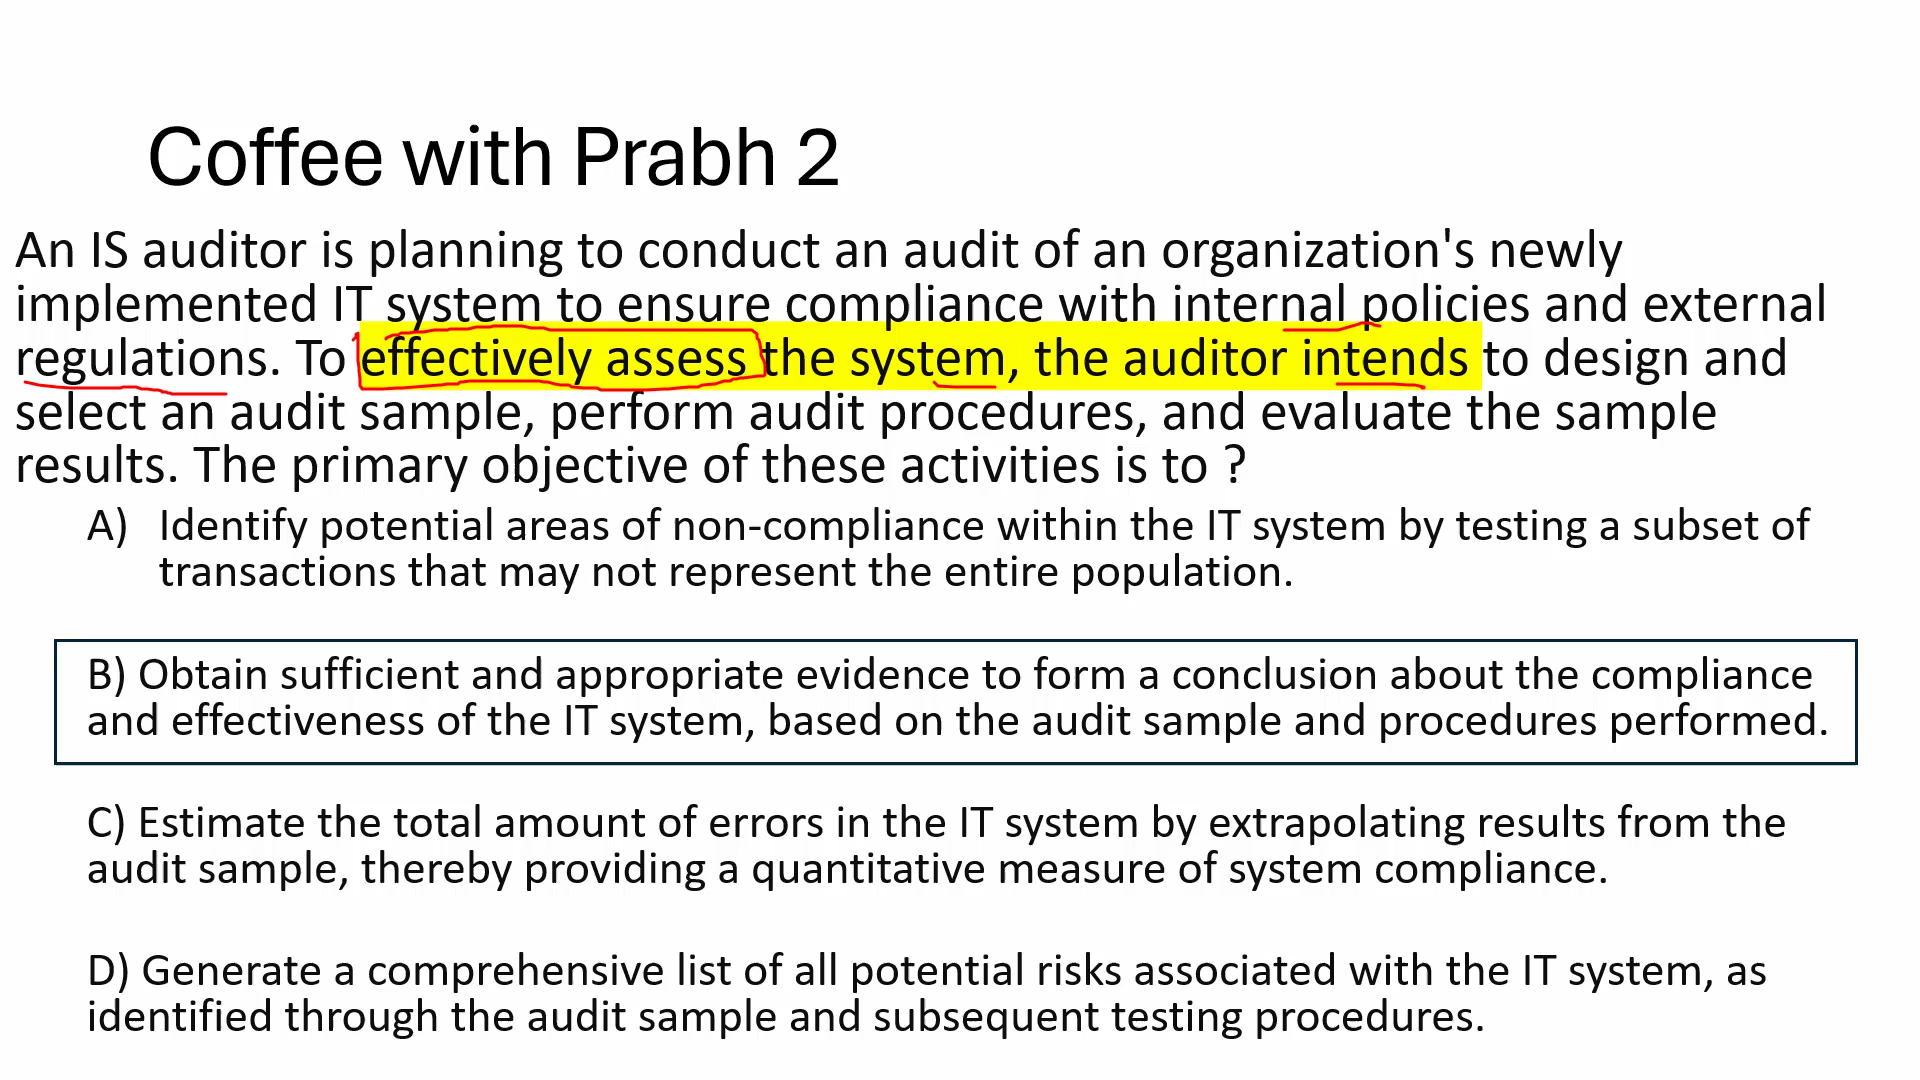 Coffee with Prabh 2
An IS auditor is planning to conduct an audit of an organization's newly
implemented IT system to ensure compliance with internal policies and external
regulations. To effectively assess the system, the auditor intends to design and
select an audit sample, perform audit procedures, and evaluate the sample
results. The primary objective of these activities is to ?
A) Identify potential areas of non-compliance within the IT system by testing a subset of
transactions that may not represent the entire population.
B) Obtain sufficient and appropriate evidence to form a conclusion about the compliance
and effectiveness of the IT system, based on the audit sample and procedures performed.
C) Estimate the total amount of errors in the IT system by extrapolating results from the
audit sample, thereby providing a quantitative measure of system compliance.
D) Generate a comprehensive list of all potential risks associated with the IT system, as
identified through the audit sample and subsequent testing procedures.